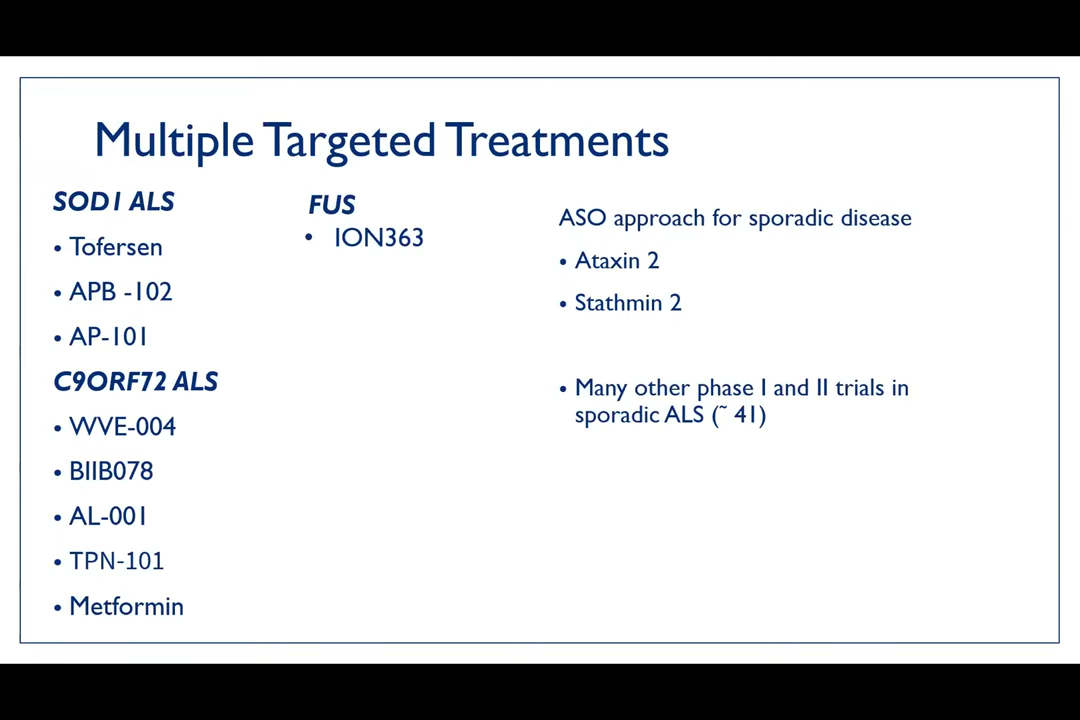 Multiple Targeted Treatments
SOD1 ALS
• Tofersen
• APB -102
• AP-101
C9ORF72 ALS
• WVE-004
• BIIB078
• AL-001
• TPN-101
• Metformin
FUS
• ION363
ASO approach for sporadic disease
• Ataxin 2
• Stathmin 2
• Many other phase I and II trials in
sporadic ALS (˜ 41)